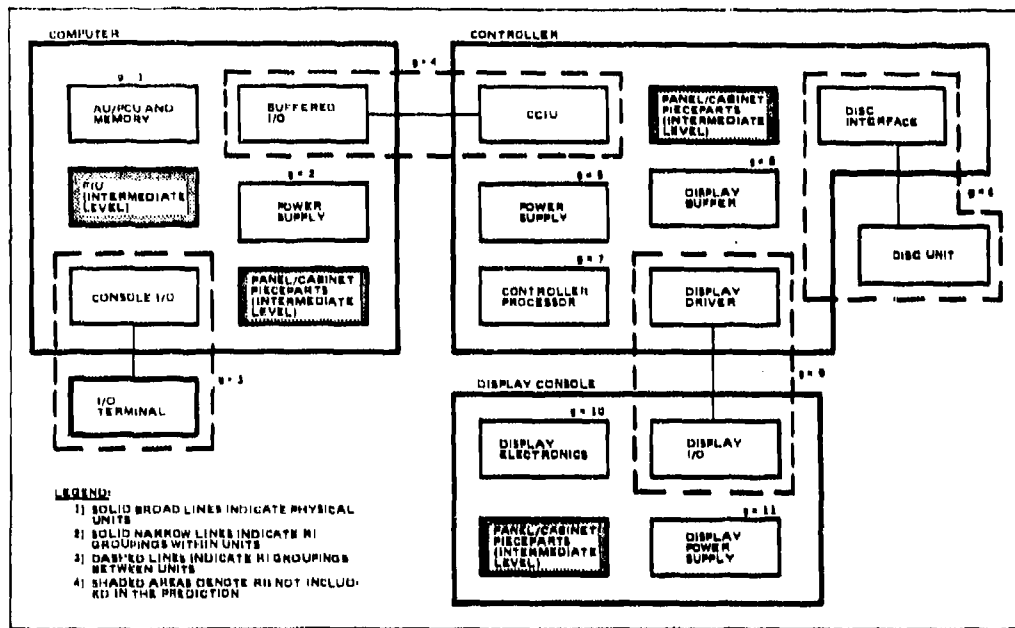 COMPUTER
g = 1
AU/PCU AND
MEMORY
BUFFERED
I/O
(INTERMEDIATE
LEVEL)
g = 2
POWER
SUPPLY
CONSOLE I/O
PANEL/CABINET
PIECEPARTS
(INTERMEDIATE
LEVEL)
g = 3
I/O
TERMINAL
g = 4
CONTROLLER
CCIU
PANEL/CABINET
PIECEPARTS
(INTERMEDIATE
LEVEL)
DISC
INTERFACE
g = 5
POWER
SUPPLY
DISPLAY
BUFFER
DISC UNIT
g = 7
CONTROLLER
PROCESSOR
DISPLAY
DRIVER
g = 9
DISPLAY CONSOLE
g = 10
DISPLAY
ELECTRONICS
DISPLAY
I/O
PANEL/CABINET
PIECEPARTS
(INTERMEDIATE
LEVEL)
g = 11
DISPLAY
POWER
SUPPLY
LEGEND:
1) SOLID BROAD LINES INDICATE PHYSICAL
UNITS
2) SOLID NARROW LINES INDICATE RI
GROUPINGS WITHIN UNITS
3) DASHED LINES INDICATE RI GROUPINGS
BETWEEN UNITS
4) SHADED AREAS DENOTE RIs NOT INCLUD-
ED IN THE PREDICTION